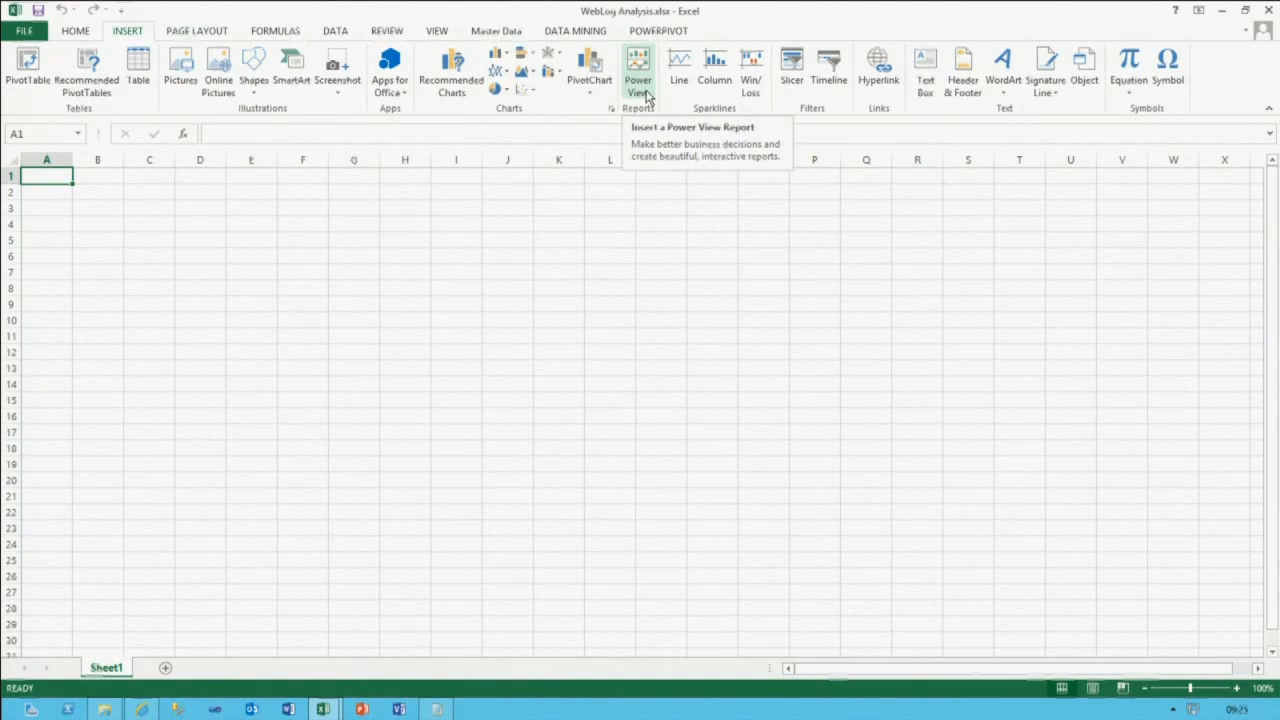 WebLog Analysis.xlsx - Excel
FILE HOME INSERT PAGE LAYOUT FORMULAS DATA REVIEW VIEW Master Data DATA MINING POWERPIVOT
PivotTable
Recommended
PivotTables
Table
Pictures
Online
Pictures
Shapes
SmartArt
Screenshot
Apps for
Office
Recommended
Charts
PivotChart
Power
View
Line
Column
Win/
Loss
Slicer
Timeline
Hyperlink
Text
Box
Header
& Footer
WordArt
Signature
Line
Object
Equation
Symbol
Tables Illustrations Apps Charts Reports Sparklines Filters Links Text Symbols
A1
fx
Insert a Power View Report
Make better business decisions and
create beautiful, interactive reports.
A B C D E F G H I J K L P Q R S T U V W X
1
2
3
4
5
6
7
8
9
10
11
12
13
14
15
16
17
18
19
20
21
22
23
24
25
26
27
28
29
30
31
Sheet1
READY
100%
09:25